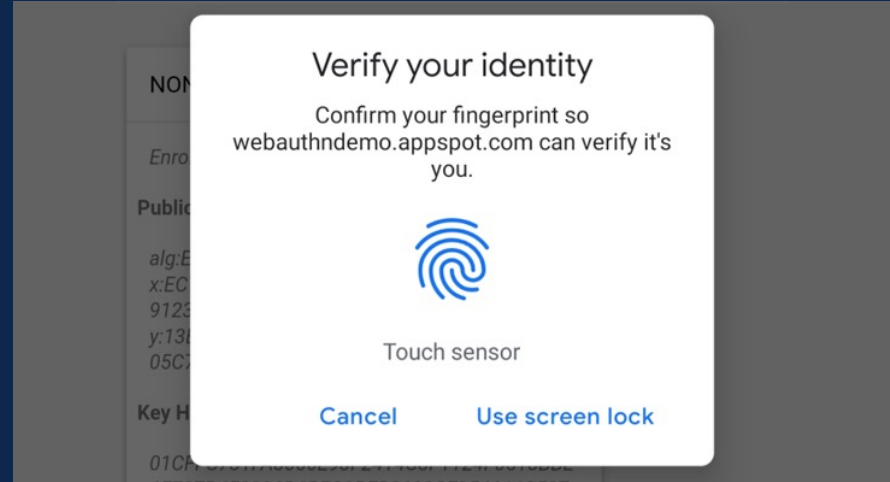 Verify your identity
Confirm your fingerprint so
webauthndemo.appspot.com can verify it's
you.
Touch sensor
Cancel
Use screen lock
Key H